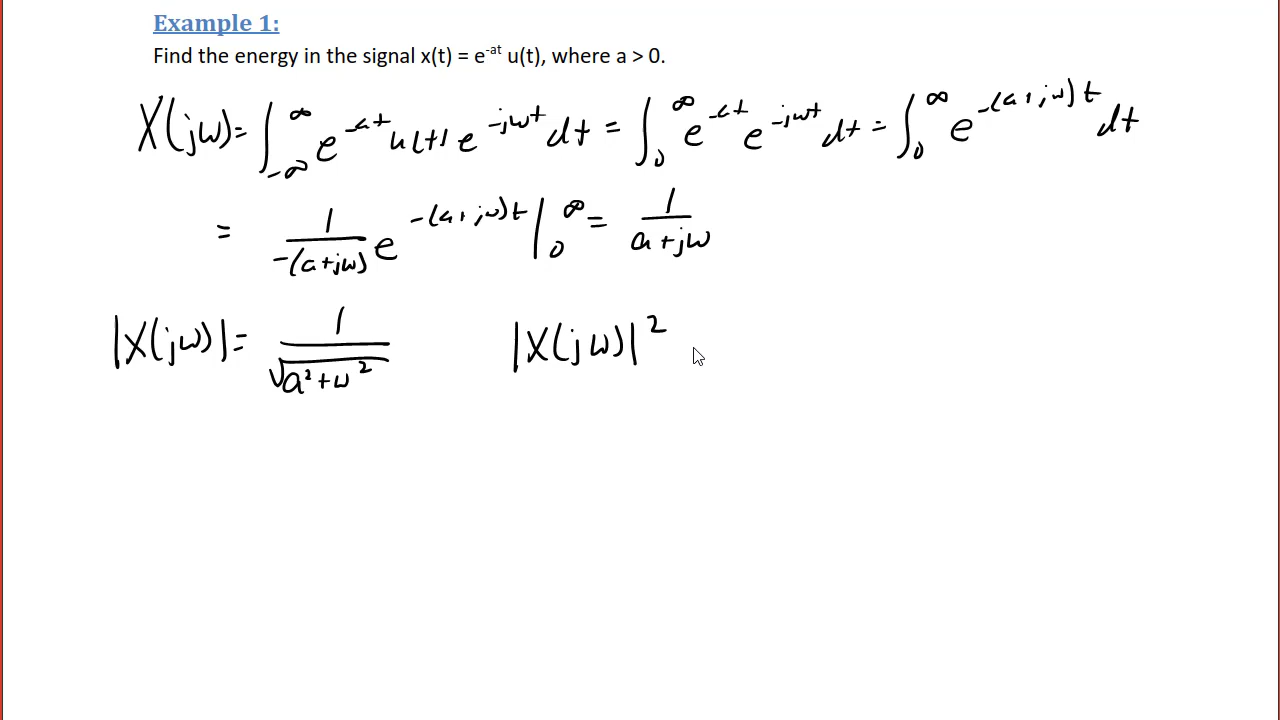 Example 1:
Find the energy in the signal x(t) = e^-at u(t), where a > 0.
X(jω) = ∫_-∞^∞ e^-at u(t) e^-jωt dt = ∫_0^∞ e^-at e^-jωt dt = ∫_0^∞ e^-(a+jω)t dt
= 1/-(a+jω) e^-(a+jω)t |_0^∞ = 1/a+jω
|X(jω)| = 1/√a²+ω² |X(jω)|²